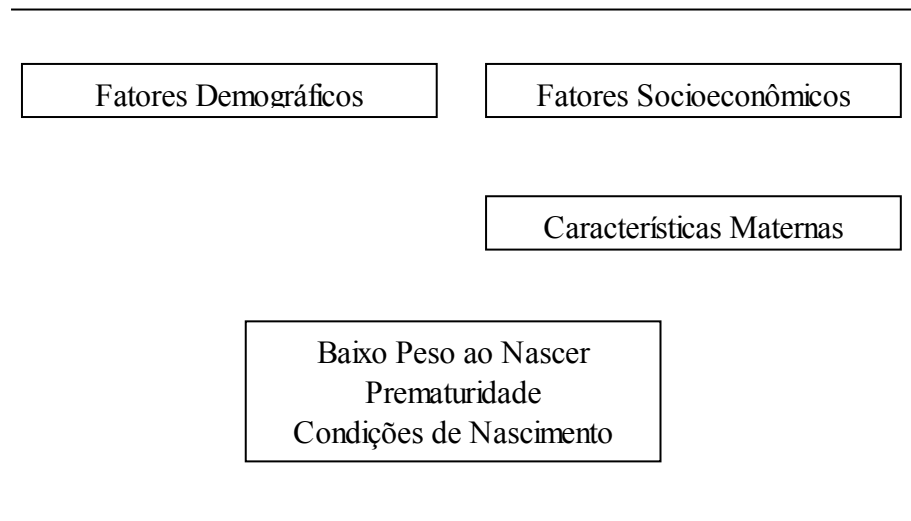 Fatores Demográficos
Fatores Socioeconômicos
Características Maternas
Baixo Peso ao Nascer
Prematuridade
Condições de Nascimento